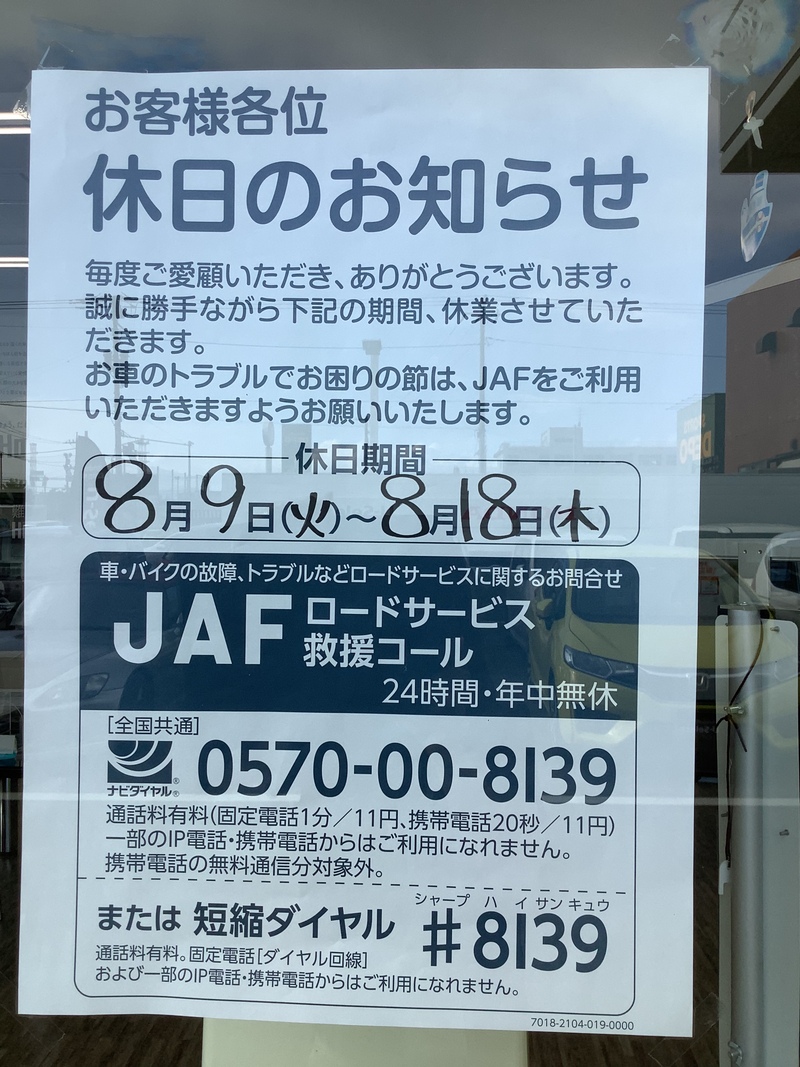 お客様各位
休日のお知らせ
毎度ご愛顧いただき、ありがとうございます。
誠に勝手ながら下記の期間、休業させていた
だきます。
お車のトラブルでお困りの節は、JAFをご利用
いただきますようお願いいたします。
休日期間
8月9日(火)～8月18日(木)
車・バイクの故障、トラブルなどロードサービスに関するお問合せ
JAF ロードサービス
救援コール
24時間・年中無休
[全国共通]
ナビダイヤル® 0570-00-8139
通話料有料(固定電話1分／11円、携帯電話20秒／11円)
一部のIP電話・携帯電話からはご利用になれません。
携帯電話の無料通信分対象外。
シャープ ハ イ サン キュウ
または 短縮ダイヤル ♯8139
通話料有料。固定電話[ダイヤル回線]
および一部のIP電話・携帯電話からはご利用になれません。
7018-2104-019-0000